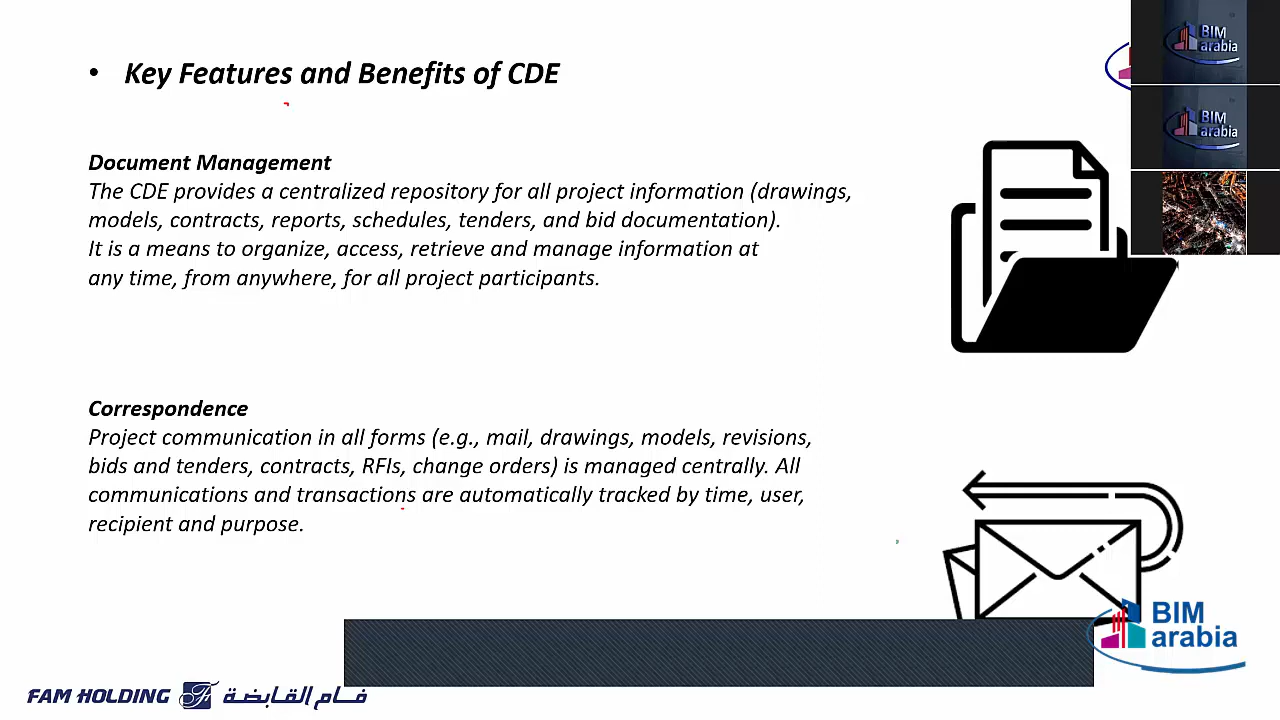 • Key Features and Benefits of CDE
Document Management
The CDE provides a centralized repository for all project information (drawings,
models, contracts, reports, schedules, tenders, and bid documentation).
It is a means to organize, access, retrieve and manage information at
any time, from anywhere, for all project participants.
Correspondence
Project communication in all forms (e.g., mail, drawings, models, revisions,
bids and tenders, contracts, RFIs, change orders) is managed centrally. All
communications and transactions are automatically tracked by time, user,
recipient and purpose.
BIM
arabia
BIM
arabia
BIM
arabia
FAM HOLDING فام القابضة